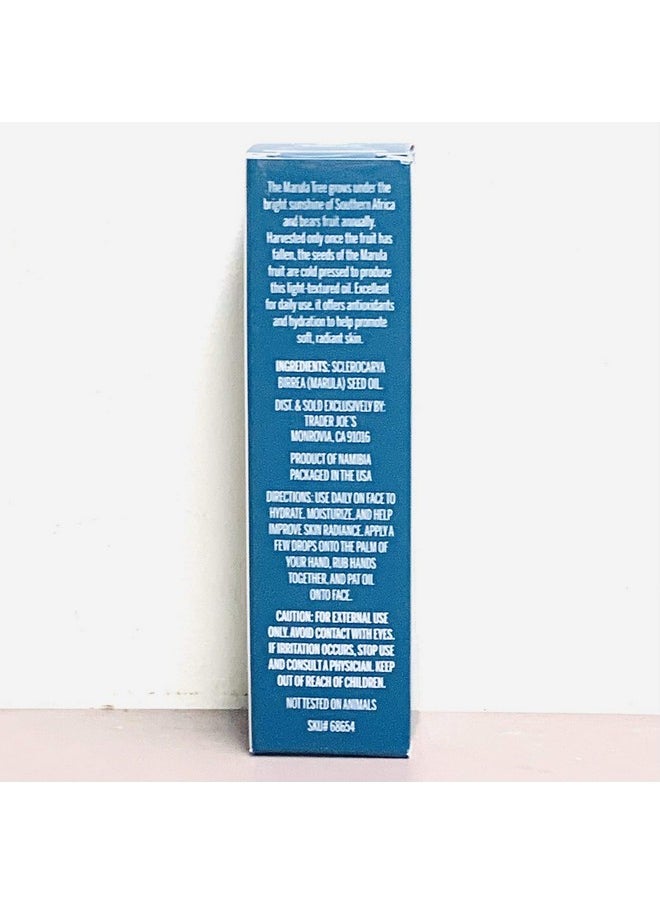 The Marula Tree grows under the
bright sunshine of Southern Africa
and bears fruit annually.
Harvested only once the fruit has
fallen, the seeds of the Marula
fruit are cold pressed to produce
this light-textured oil. Excellent
for daily use, it offers antioxidants
and hydration to help promote
soft, radiant skin.
INGREDIENTS: SCLEROCARYA
BIRREA (MARULA) SEED OIL.
DIST. & SOLD EXCLUSIVELY BY:
TRADER JOE'S
MONROVIA, CA 91016
PRODUCT OF NAMIBIA
PACKAGED IN THE USA
DIRECTIONS: USE DAILY ON FACE TO
HYDRATE, MOISTURIZE, AND HELP
IMPROVE SKIN RADIANCE. APPLY A
FEW DROPS ONTO THE PALM OF
YOUR HAND, RUB HANDS
TOGETHER, AND PAT OIL
ONTO FACE.
CAUTION: FOR EXTERNAL USE
ONLY. AVOID CONTACT WITH EYES.
IF IRRITATION OCCURS, STOP USE
AND CONSULT A PHYSICIAN. KEEP
OUT OF REACH OF CHILDREN.
NOT TESTED ON ANIMALS
SKU# 68654